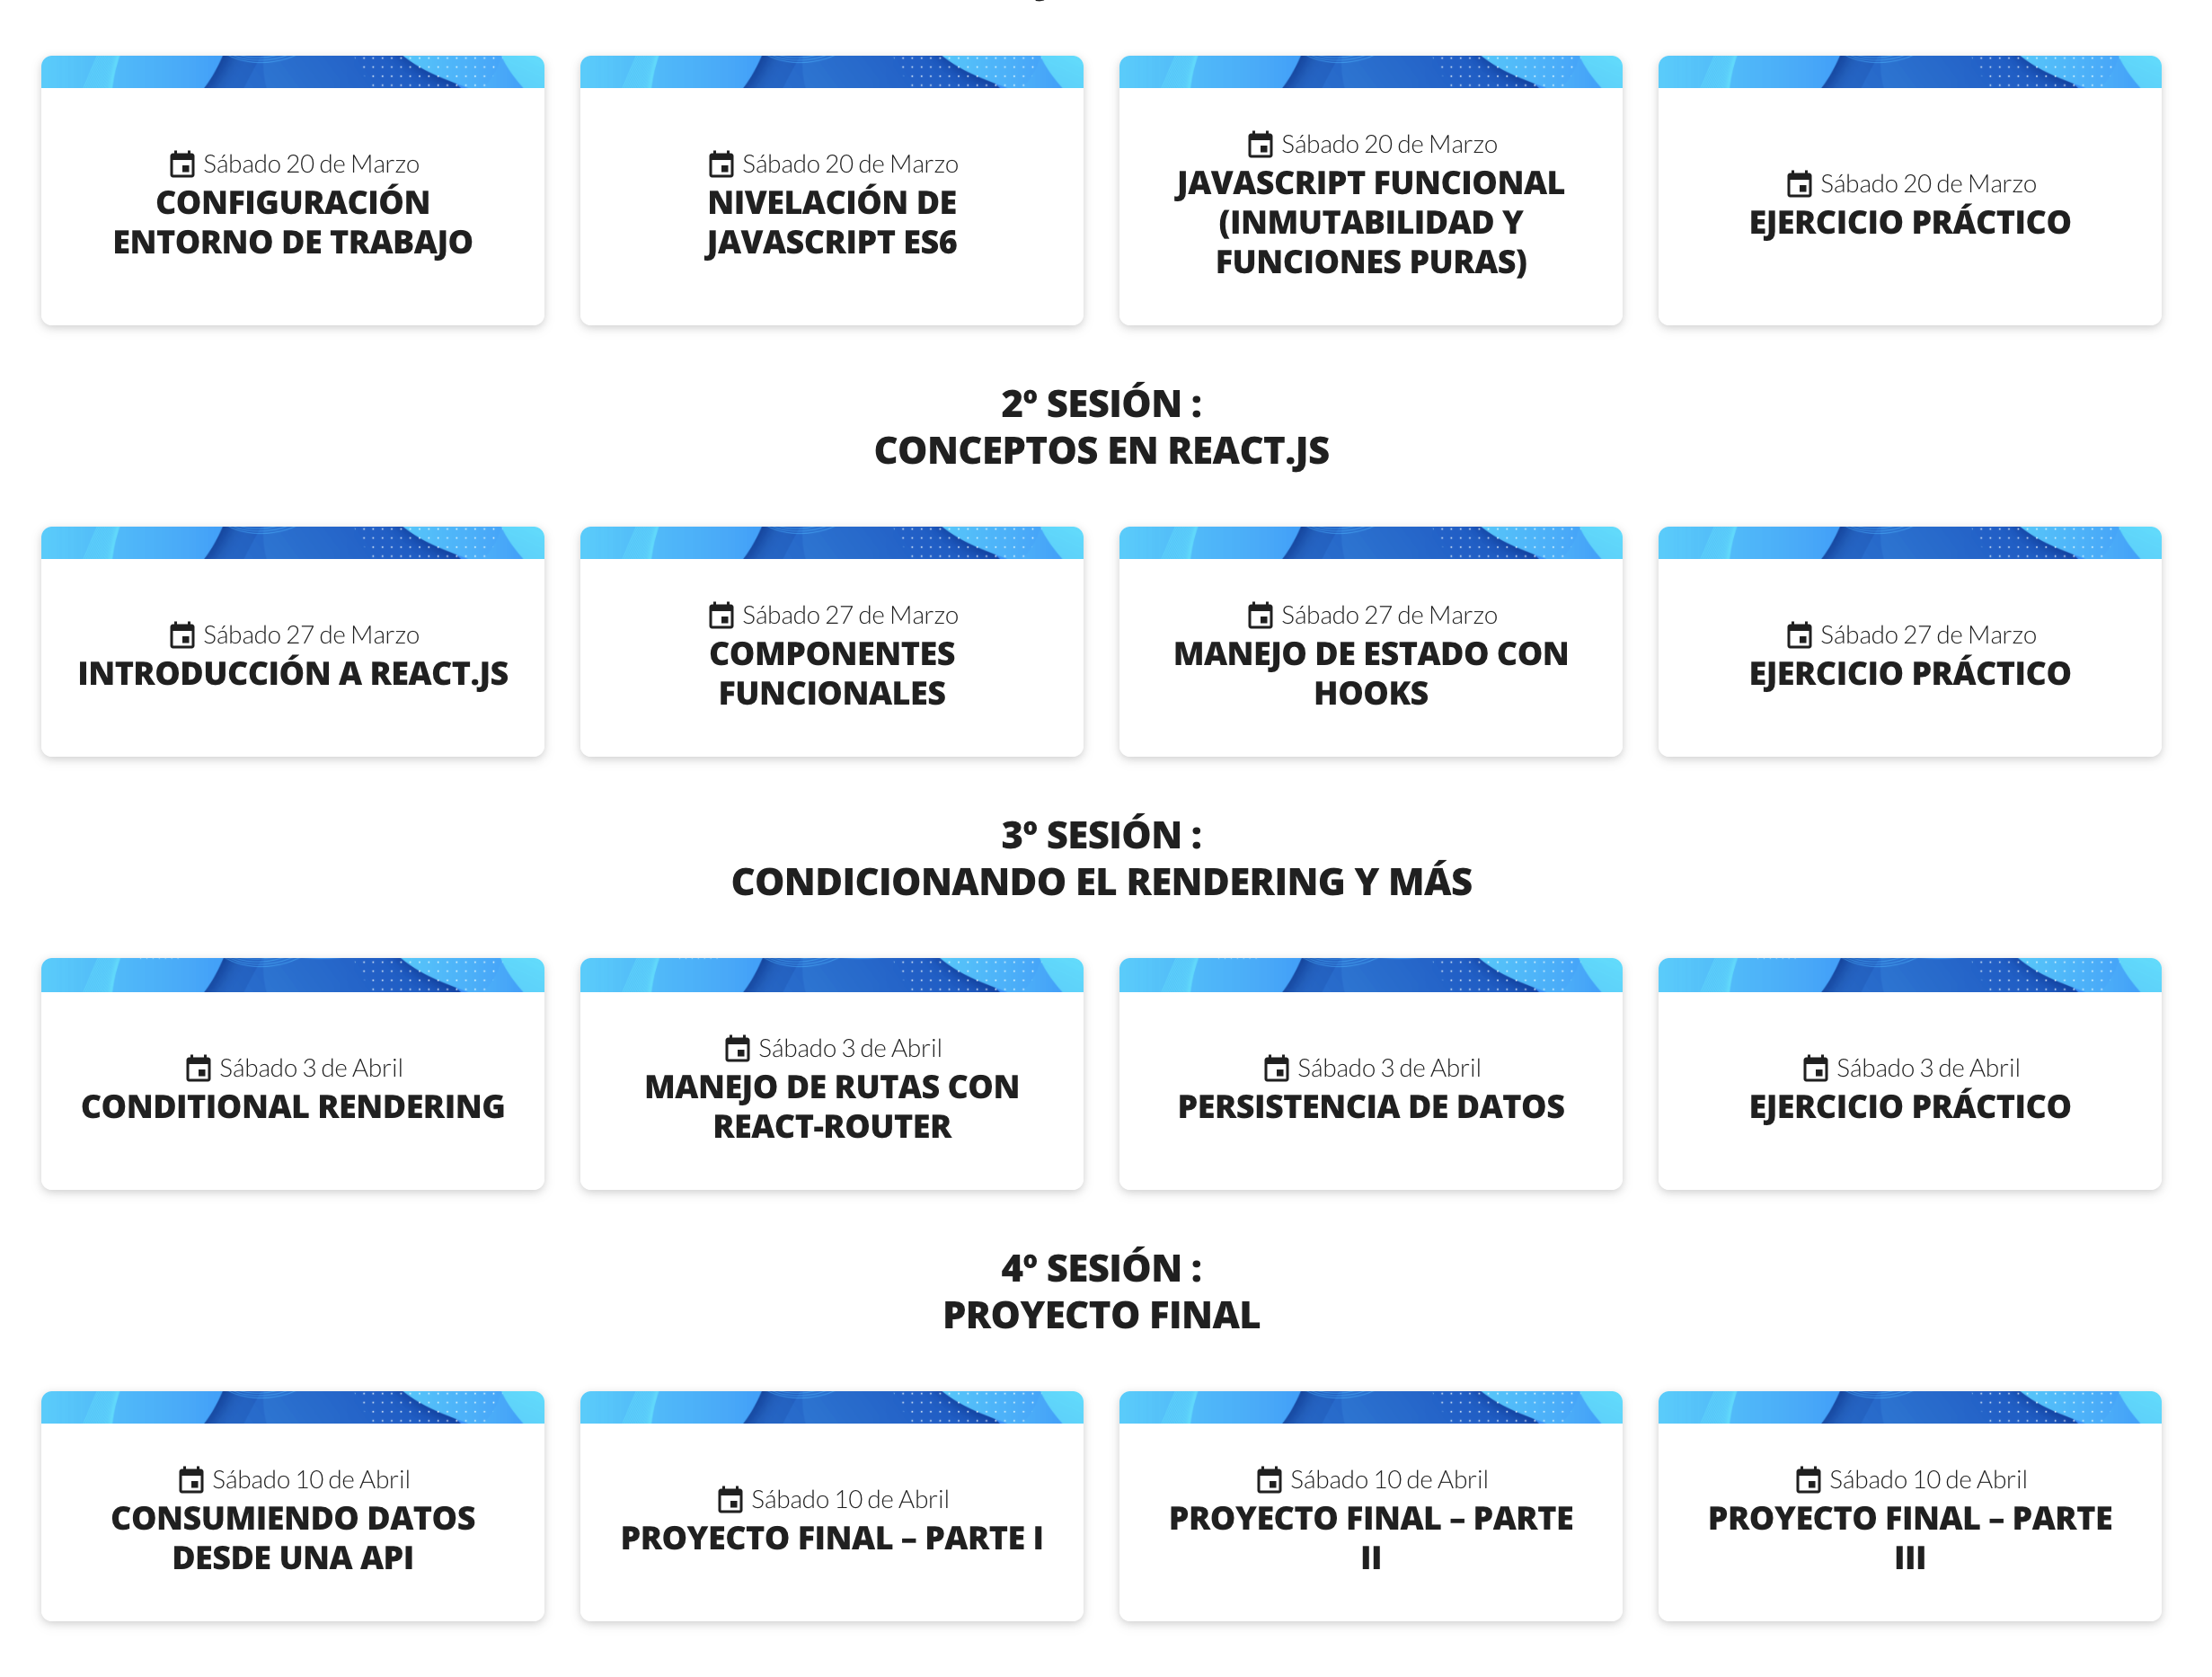 Sábado 20 de Marzo
CONFIGURACIÓN
ENTORNO DE TRABAJO
Sábado 20 de Marzo
NIVELACIÓN DE
JAVASCRIPT ES6
Sábado 20 de Marzo
JAVASCRIPT FUNCIONAL
(INMUTABILIDAD Y
FUNCIONES PURAS)
Sábado 20 de Marzo
EJERCICIO PRÁCTICO
2º SESIÓN :
CONCEPTOS EN REACT.JS
Sábado 27 de Marzo
INTRODUCCIÓN A REACT.JS
Sábado 27 de Marzo
COMPONENTES
FUNCIONALES
Sábado 27 de Marzo
MANEJO DE ESTADO CON
HOOKS
Sábado 27 de Marzo
EJERCICIO PRÁCTICO
3º SESIÓN :
CONDICIONANDO EL RENDERING Y MÁS
Sábado 3 de Abril
CONDITIONAL RENDERING
Sábado 3 de Abril
MANEJO DE RUTAS CON
REACT-ROUTER
Sábado 3 de Abril
PERSISTENCIA DE DATOS
Sábado 3 de Abril
EJERCICIO PRÁCTICO
4º SESIÓN :
PROYECTO FINAL
Sábado 10 de Abril
CONSUMIENDO DATOS
DESDE UNA API
Sábado 10 de Abril
PROYECTO FINAL – PARTE I
Sábado 10 de Abril
PROYECTO FINAL – PARTE
II
Sábado 10 de Abril
PROYECTO FINAL – PARTE
III